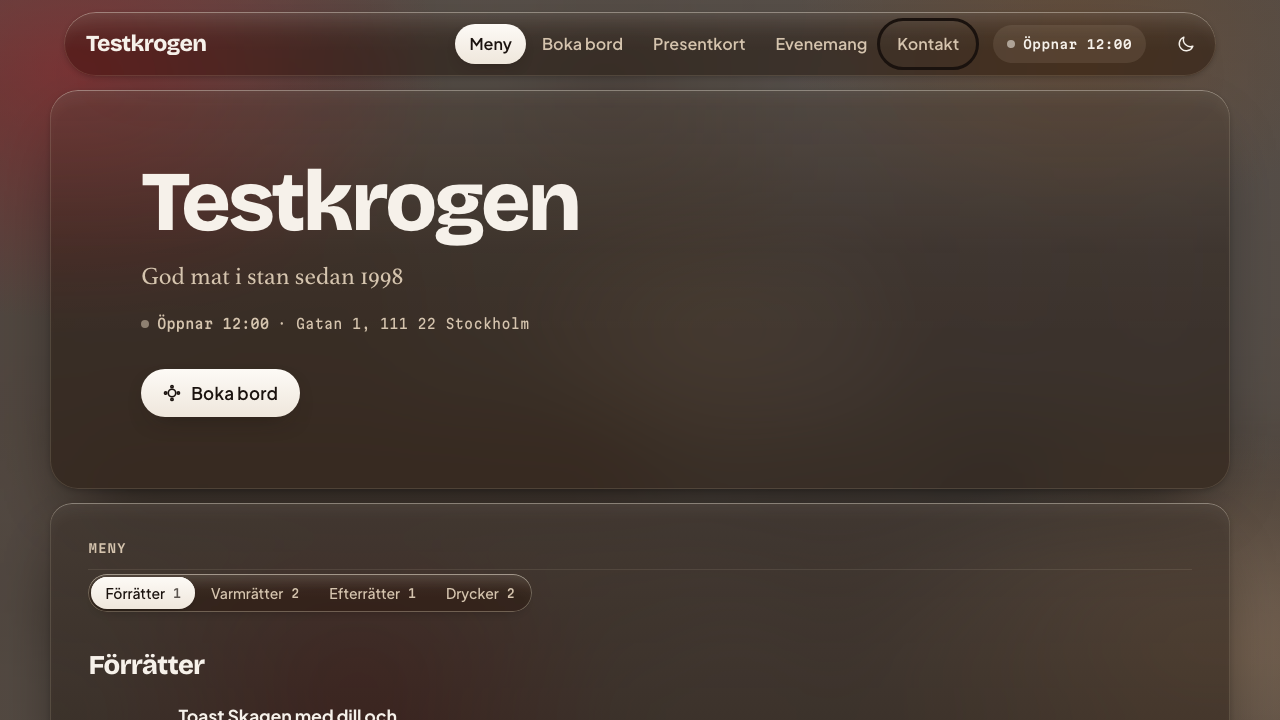 Testkrogen
Meny Boka bord Presentkort Evenemang Kontakt Öppnar 12:00
Testkrogen
God mat i stan sedan 1998
Öppnar 12:00 · Gatan 1, 111 22 Stockholm
Boka bord
MENY
Förrätter 1 Varmrätter 2 Efterrätter 1 Drycker 2
Förrätter
Toast Skagen med dill och